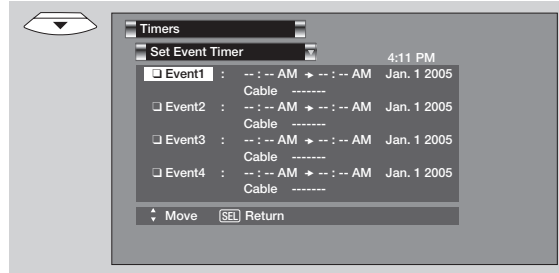 Timers
Set Event Timer
4:11 PM
❏ Event1 : -- : -- AM ➔ -- : -- AM Jan. 1 2005
Cable -------
❏ Event2 : -- : -- AM ➔ -- : -- AM Jan. 1 2005
Cable -------
❏ Event3 : -- : -- AM ➔ -- : -- AM Jan. 1 2005
Cable -------
❏ Event4 : -- : -- AM ➔ -- : -- AM Jan. 1 2005
Cable -------
Move SEL Return